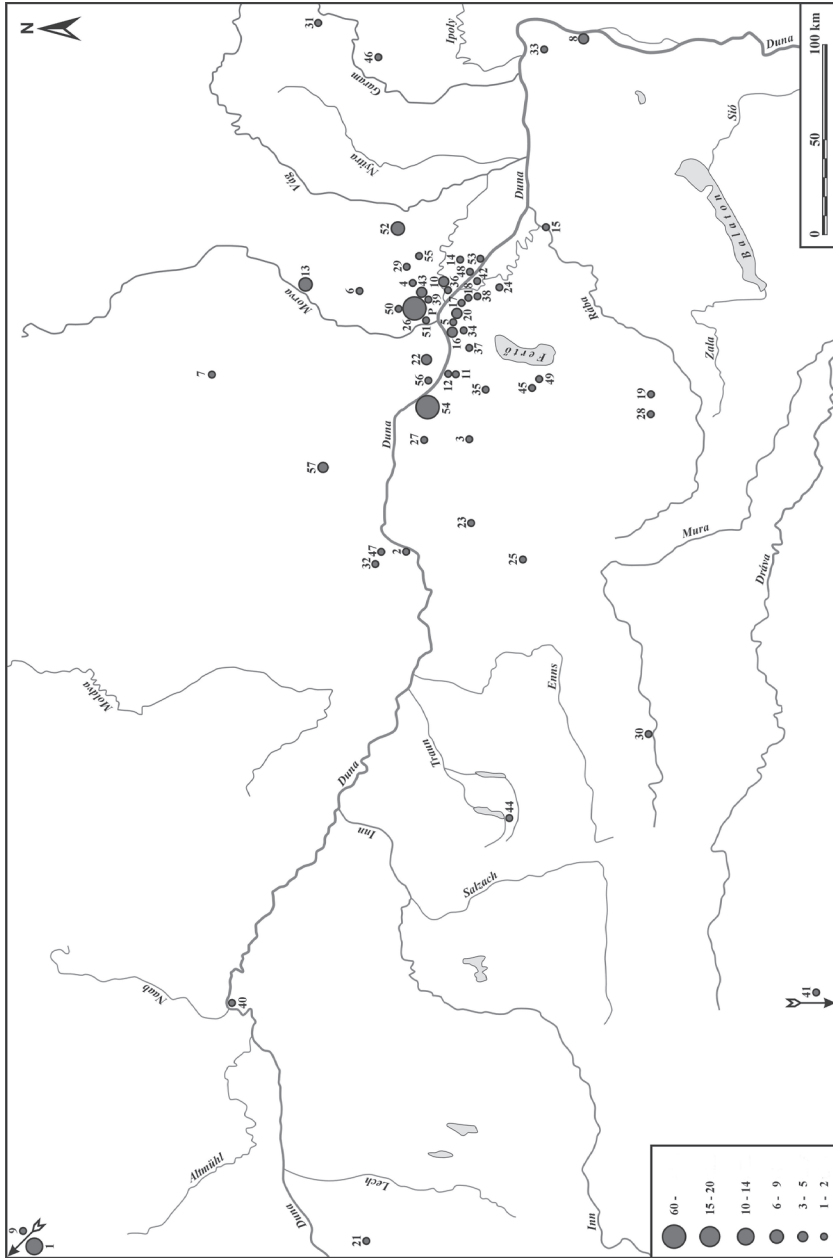 N
9
1
Altmühl
Naab
Moldva
7
Morva
13
6
Vág
Nyitra
Garam
31
46
Ipoly
57
32
47
2
Duna
27
54
56
22
12
11
26
50
51
P
39
43
4
29
55
52
10
36
14
48
53
42
18
17
38
24
20
5
16
34
37
35
3
23
25
45
49
Fertő
15
Duna
Duna
33
8
Duna
40
Duna
Lech
21
Inn
Inn
Salzach
Traun
44
Enns
30
28
19
Rába
Zala
Balaton
Sió
Mura
Dráva
41
60 -
15 - 20
10 - 14
6 - 9
3 - 5
1 - 2
0
50
100 km